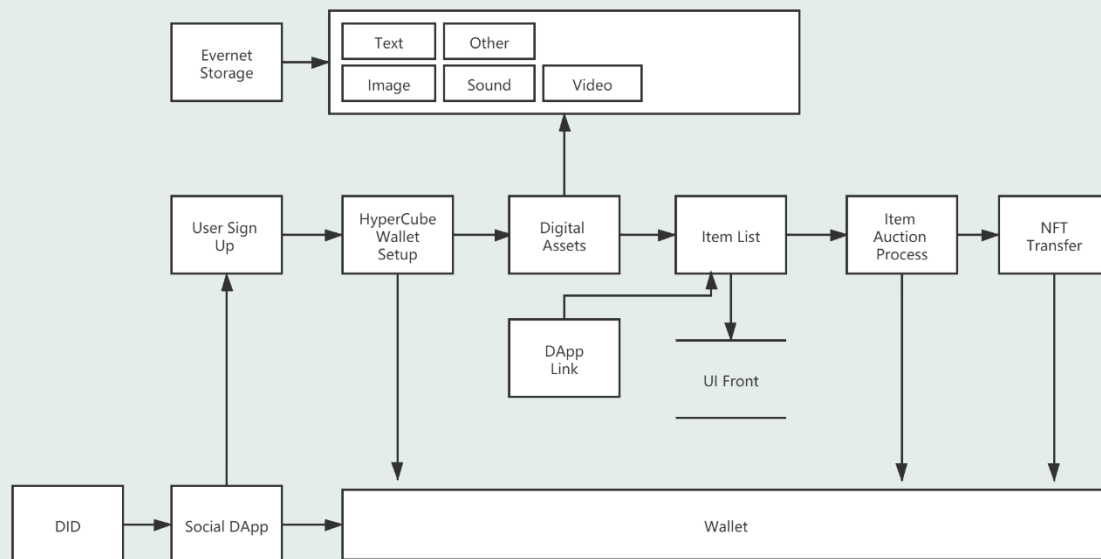 Evernet
Storage
Text
Other
Image
Sound
Video
User Sign
Up
HyperCube
Wallet
Setup
Digital
Assets
Item List
Item
Auction
Process
NFT
Transfer
DApp
Link
UI Front
DID
Social DApp
Wallet